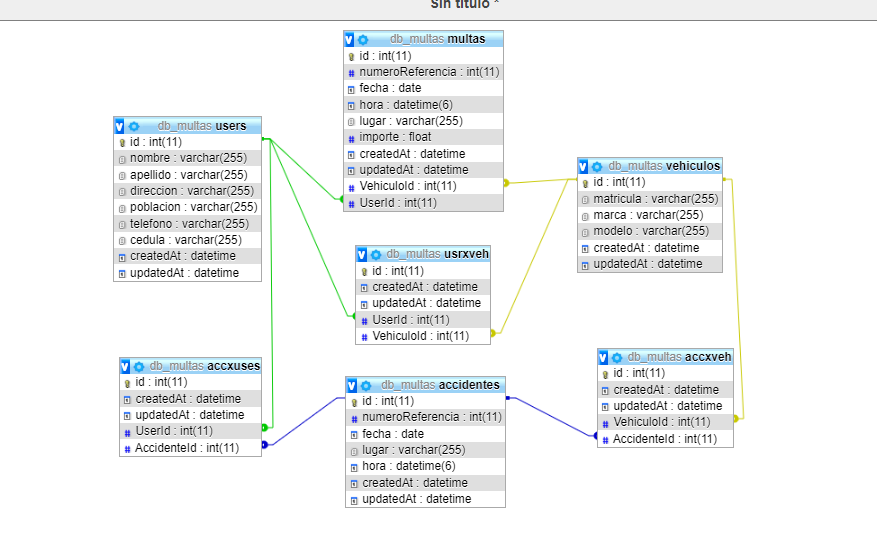 Sin título *
db_multas multas
id : int(11)
numeroReferencia : int(11)
fecha : date
hora : datetime(6)
lugar : varchar(255)
importe : float
createdAt : datetime
updatedAt : datetime
VehiculoId : int(11)
UserId : int(11)
db_multas users
id : int(11)
nombre : varchar(255)
apellido : varchar(255)
direccion : varchar(255)
poblacion : varchar(255)
telefono : varchar(255)
cedula : varchar(255)
createdAt : datetime
updatedAt : datetime
db_multas vehiculos
id : int(11)
matricula : varchar(255)
marca : varchar(255)
modelo : varchar(255)
createdAt : datetime
updatedAt : datetime
db_multas usrxveh
id : int(11)
createdAt : datetime
updatedAt : datetime
UserId : int(11)
VehiculoId : int(11)
db_multas accxuses
id : int(11)
createdAt : datetime
updatedAt : datetime
UserId : int(11)
AccidenteId : int(11)
db_multas accidentes
id : int(11)
numeroReferencia : int(11)
fecha : date
lugar : varchar(255)
hora : datetime(6)
createdAt : datetime
updatedAt : datetime
db_multas accxveh
id : int(11)
createdAt : datetime
updatedAt : datetime
VehiculoId : int(11)
AccidenteId : int(11)